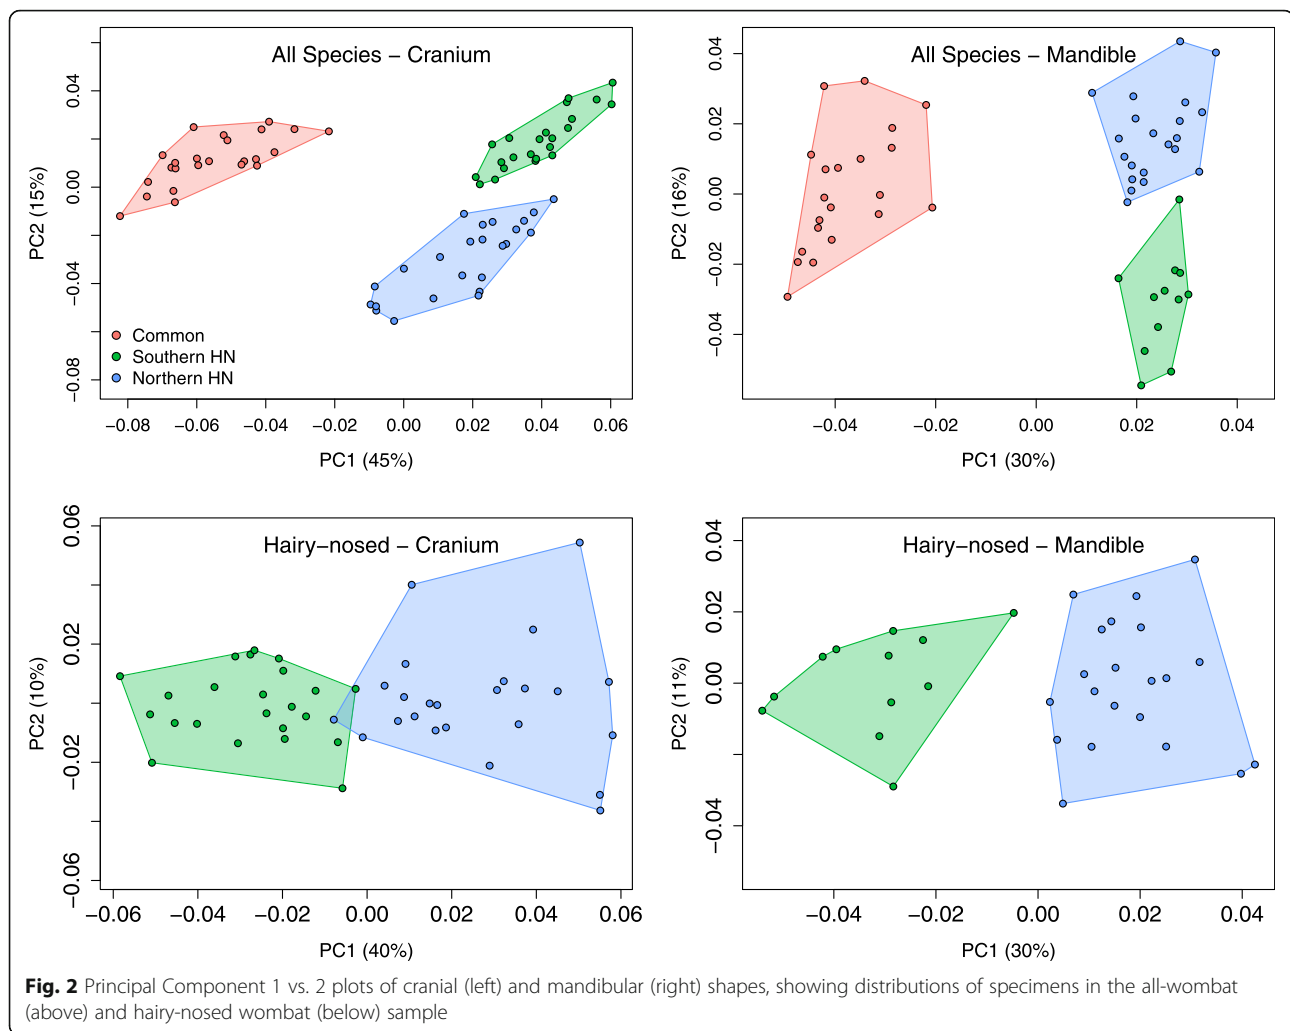 All Species – Cranium
0.04
0.00
−0.04
−0.08
PC2 (15%)
Common
Southern HN
Northern HN
−0.08 −0.06 −0.04 −0.02 0.00 0.02 0.04 0.06
PC1 (45%)
All Species – Mandible
0.04
0.02
0.00
−0.02
−0.04
PC2 (16%)
−0.04 −0.02 0.00 0.02 0.04
PC1 (30%)
Hairy–nosed – Cranium
0.06
0.02
−0.02
−0.06
PC2 (10%)
−0.06 −0.04 −0.02 0.00 0.02 0.04 0.06
PC1 (40%)
Hairy–nosed – Mandible
0.04
0.02
0.00
−0.04
PC2 (11%)
−0.04 −0.02 0.00 0.02 0.04
PC1 (30%)
Fig. 2 Principal Component 1 vs. 2 plots of cranial (left) and mandibular (right) shapes, showing distributions of specimens in the all-wombat
(above) and hairy-nosed wombat (below) sample